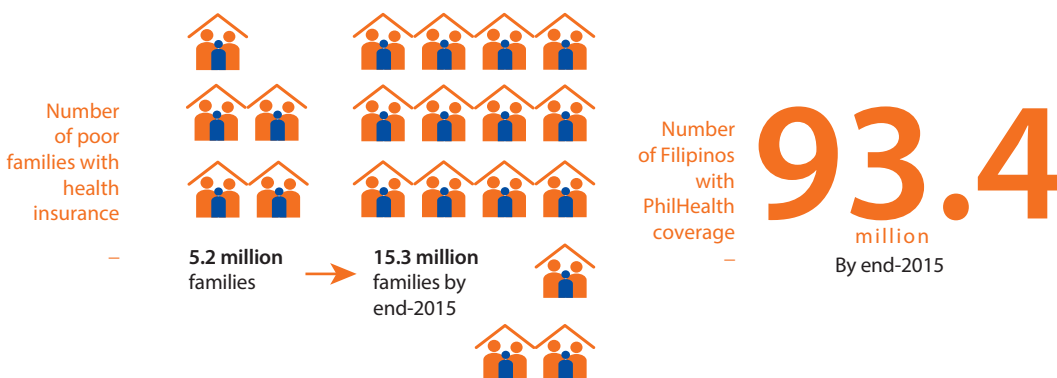 Number
of poor
families with
health
insurance
–
5.2 million
families
15.3 million
families by
end-2015
Number
of Filipinos
with
PhilHealth
coverage
–
93.4
million
By end-2015